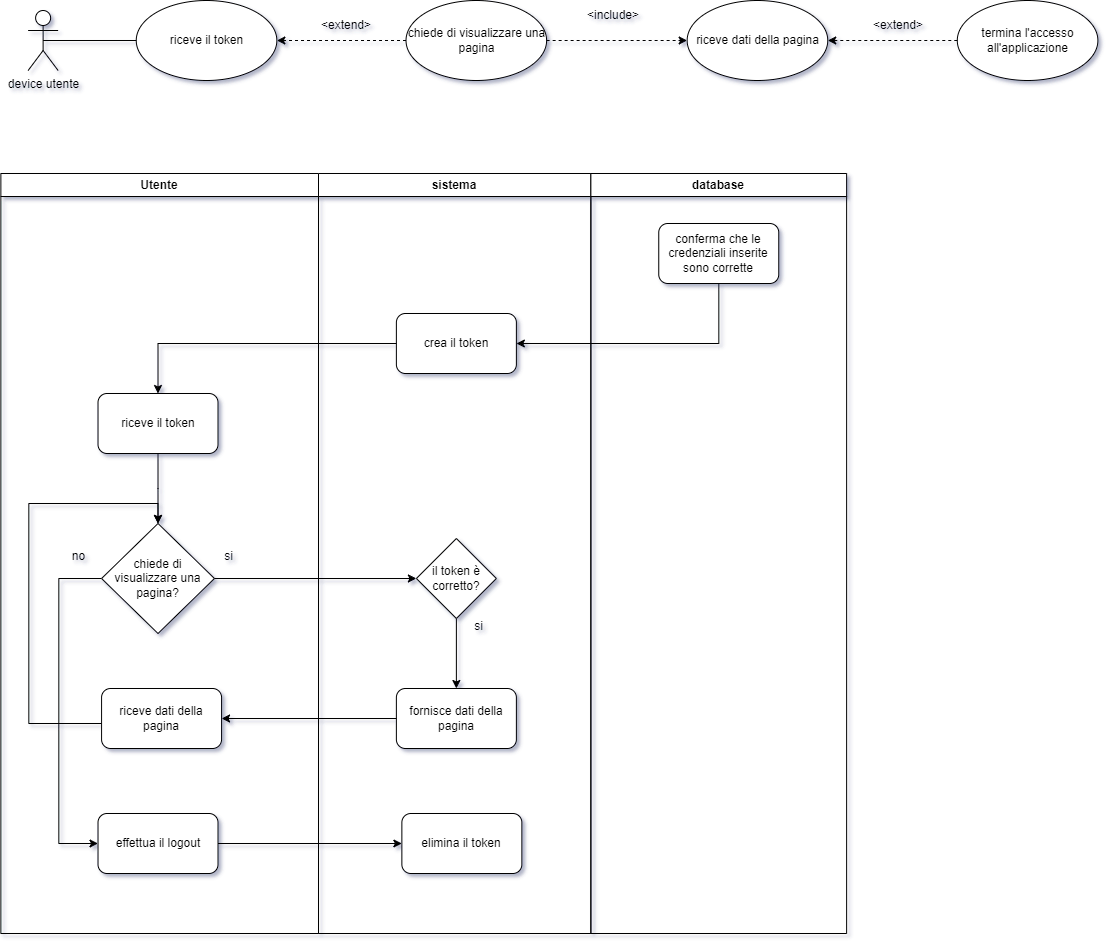 <extend>
<include>
<extend>
riceve il token
chiede di visualizzare una
pagina
riceve dati della pagina
termina l'accesso
all'applicazione
device utente
Utente
sistema
database
conferma che le
credenziali inserite
sono corrette
crea il token
riceve il token
no
chiede di
visualizzare una
pagina?
si
il token è
corretto?
si
riceve dati della
pagina
fornisce dati della
pagina
effettua il logout
elimina il token